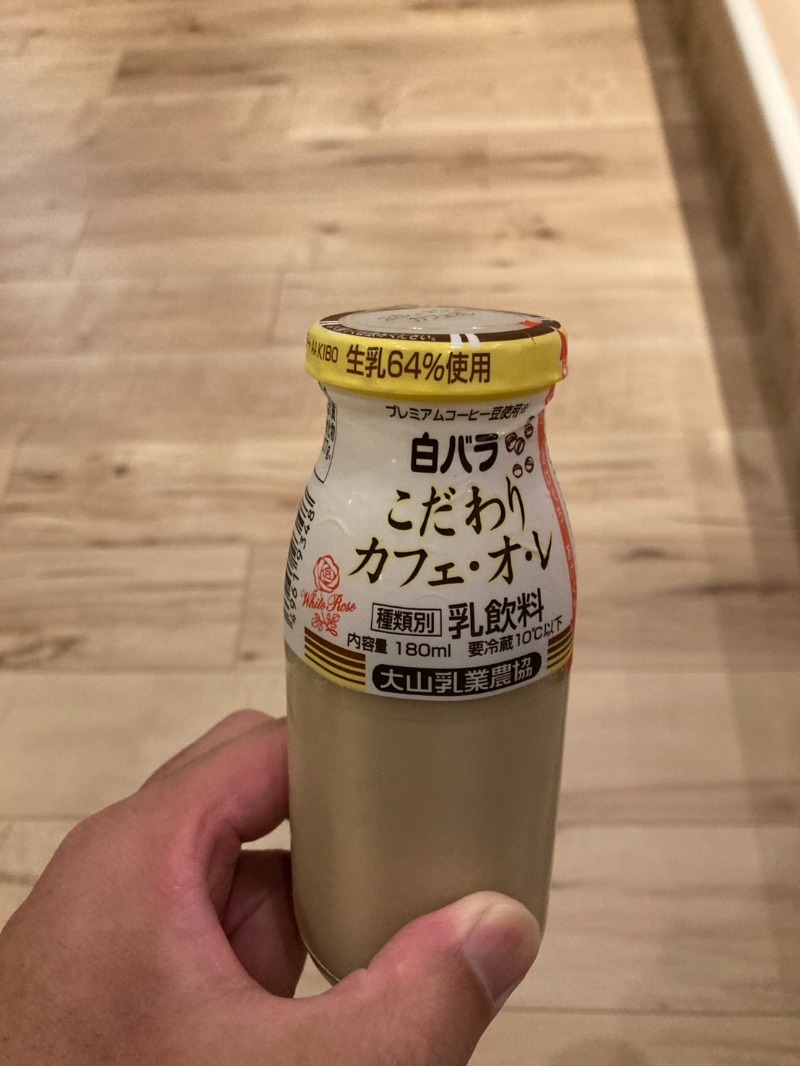 AAKIBO
生乳64%使用
プレミアムコーヒー豆使用
白バラ
こだわり
カフェ・オ・レ
White Rose
種類別 乳飲料
内容量 180ml 要冷蔵10℃以下
大山乳業農協